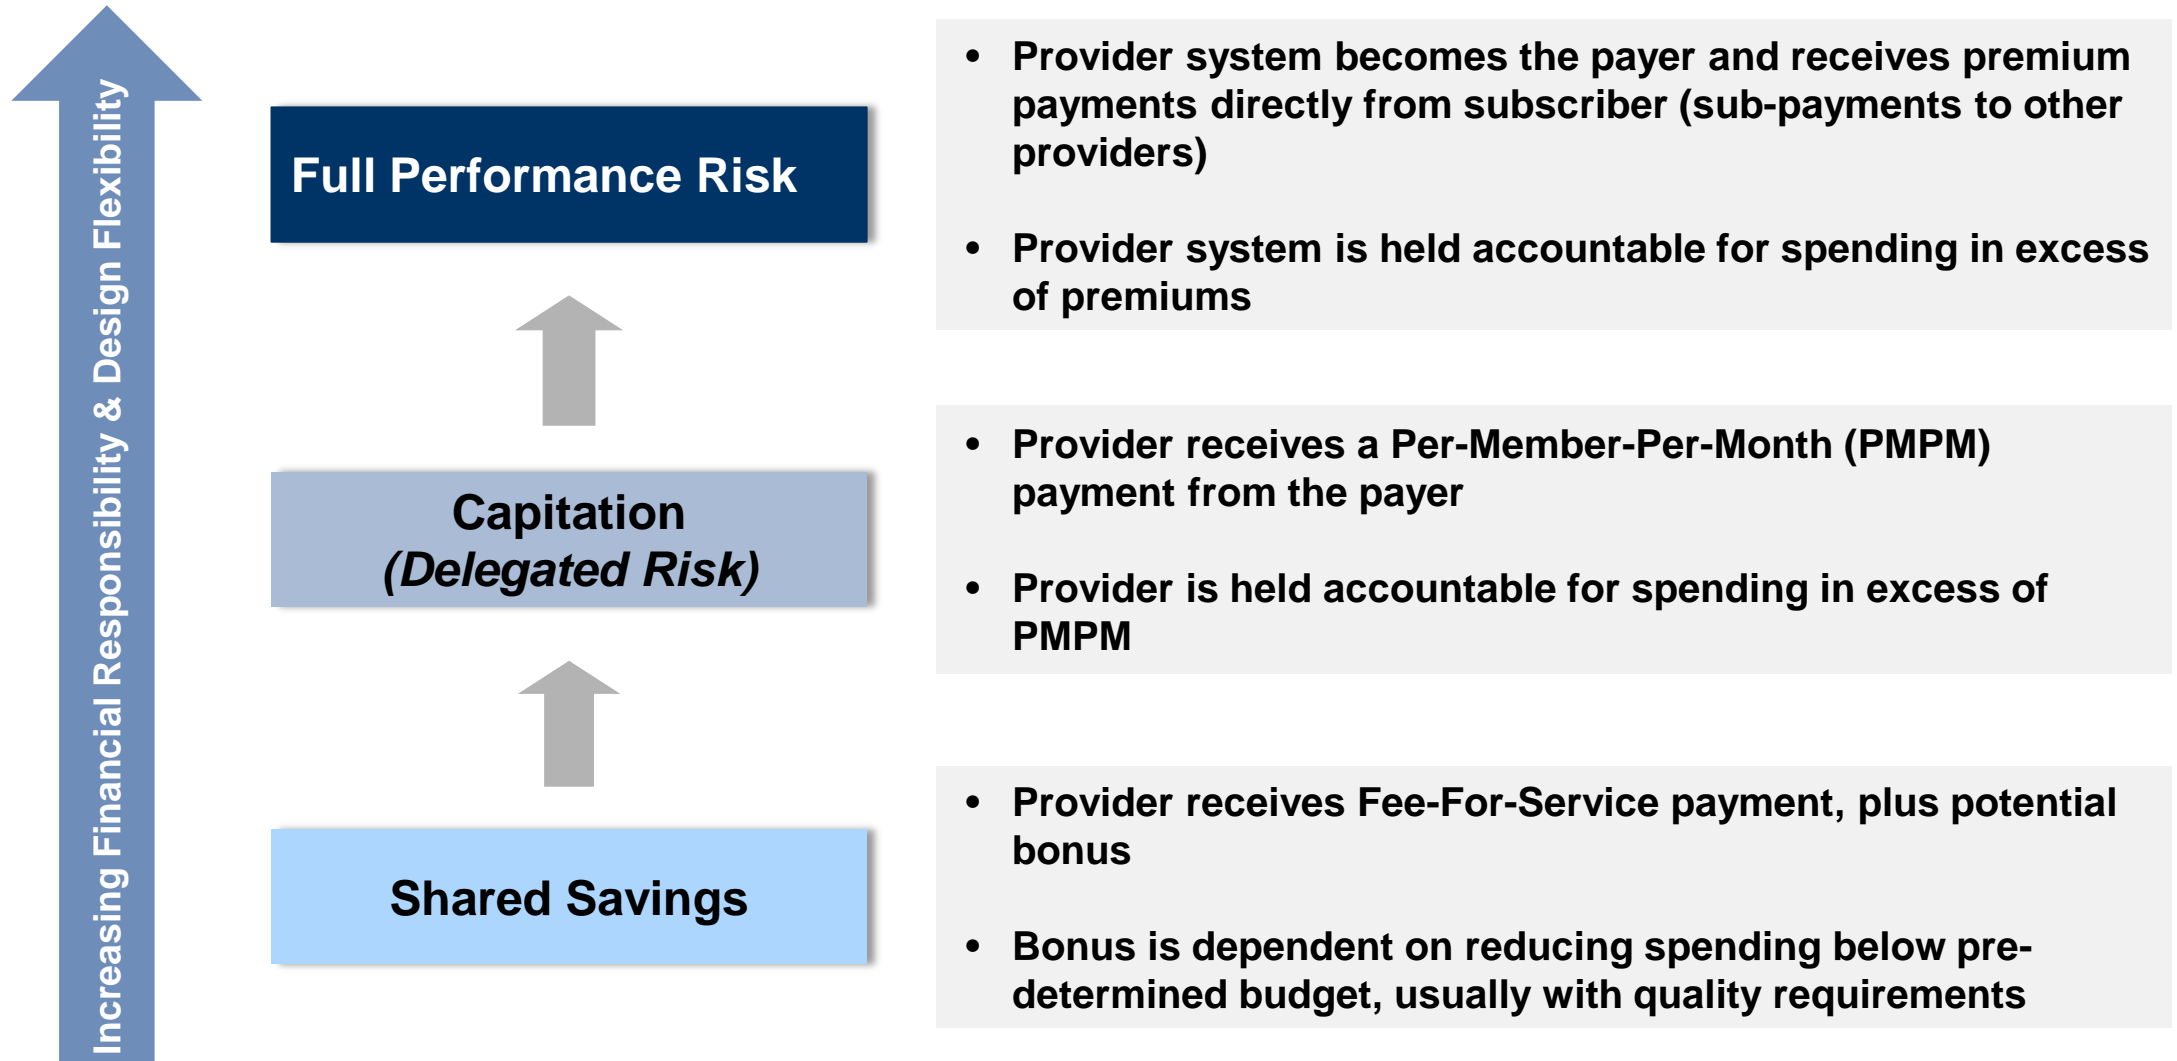 Increasing Financial Responsibility & Design Flexibility
Full Performance Risk
• Provider system becomes the payer and receives premium
payments directly from subscriber (sub-payments to other
providers)
• Provider system is held accountable for spending in excess
of premiums
Capitation
(Delegated Risk)
• Provider receives a Per-Member-Per-Month (PMPM)
payment from the payer
• Provider is held accountable for spending in excess of
PMPM
Shared Savings
• Provider receives Fee-For-Service payment, plus potential
bonus
• Bonus is dependent on reducing spending below pre-
determined budget, usually with quality requirements